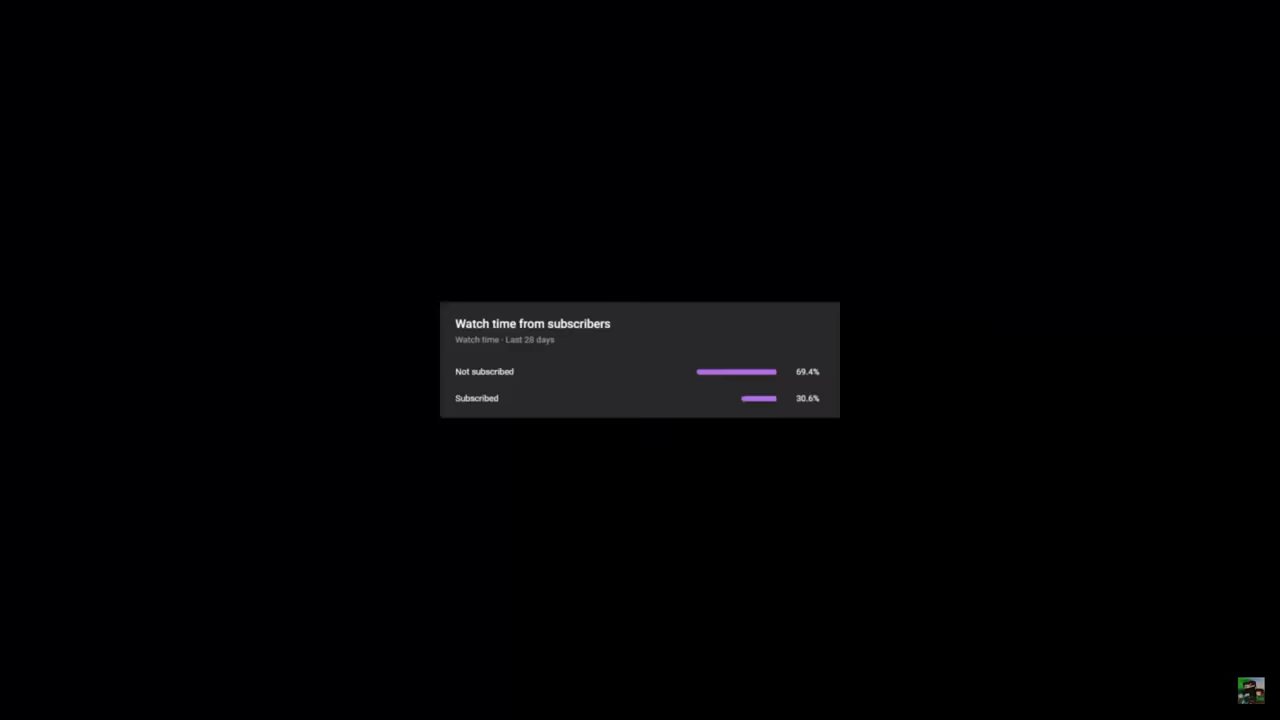 Watch time from subscribers
Watch time · Last 28 days
Not subscribed 69.4%
Subscribed 30.6%